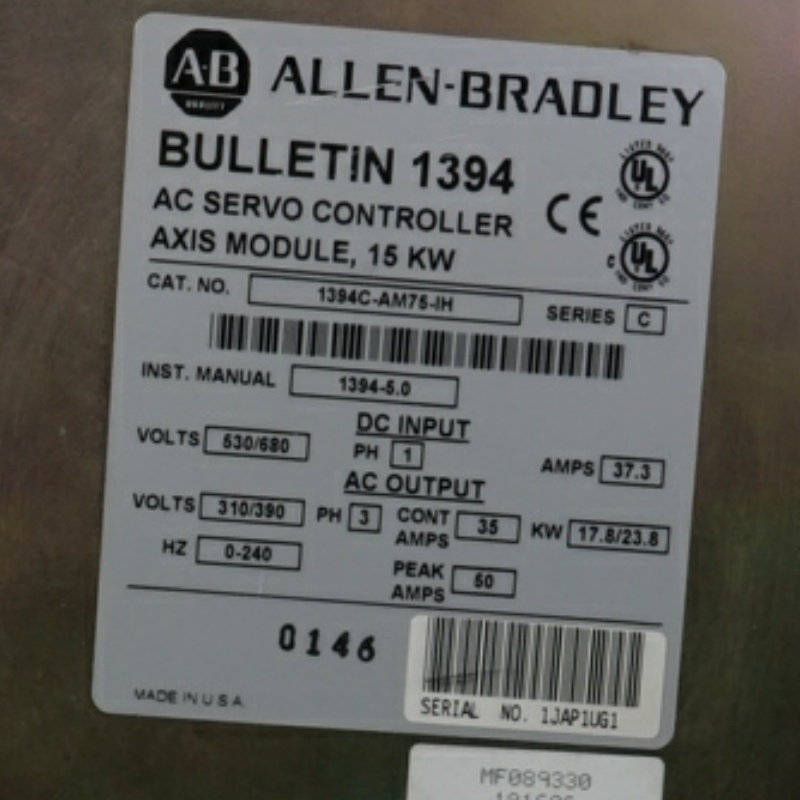 A-B
ALLEN-BRADLEY
BULLETIN 1394
AC SERVO CONTROLLER
AXIS MODULE, 15 KW
CE
UL
UL
CAT. NO. 1394C-AM75-IH SERIES C
INST. MANUAL 1394-5.0
DC INPUT
VOLTS 530/680 PH 1 AMPS 37.3
AC OUTPUT
VOLTS 310/390 PH 3 CONT AMPS 35 KW 17.8/23.8
HZ 0-240 PEAK AMPS 50
0146
SERIAL NO. 1JAP1UG1
MADE IN U S A
MF089330